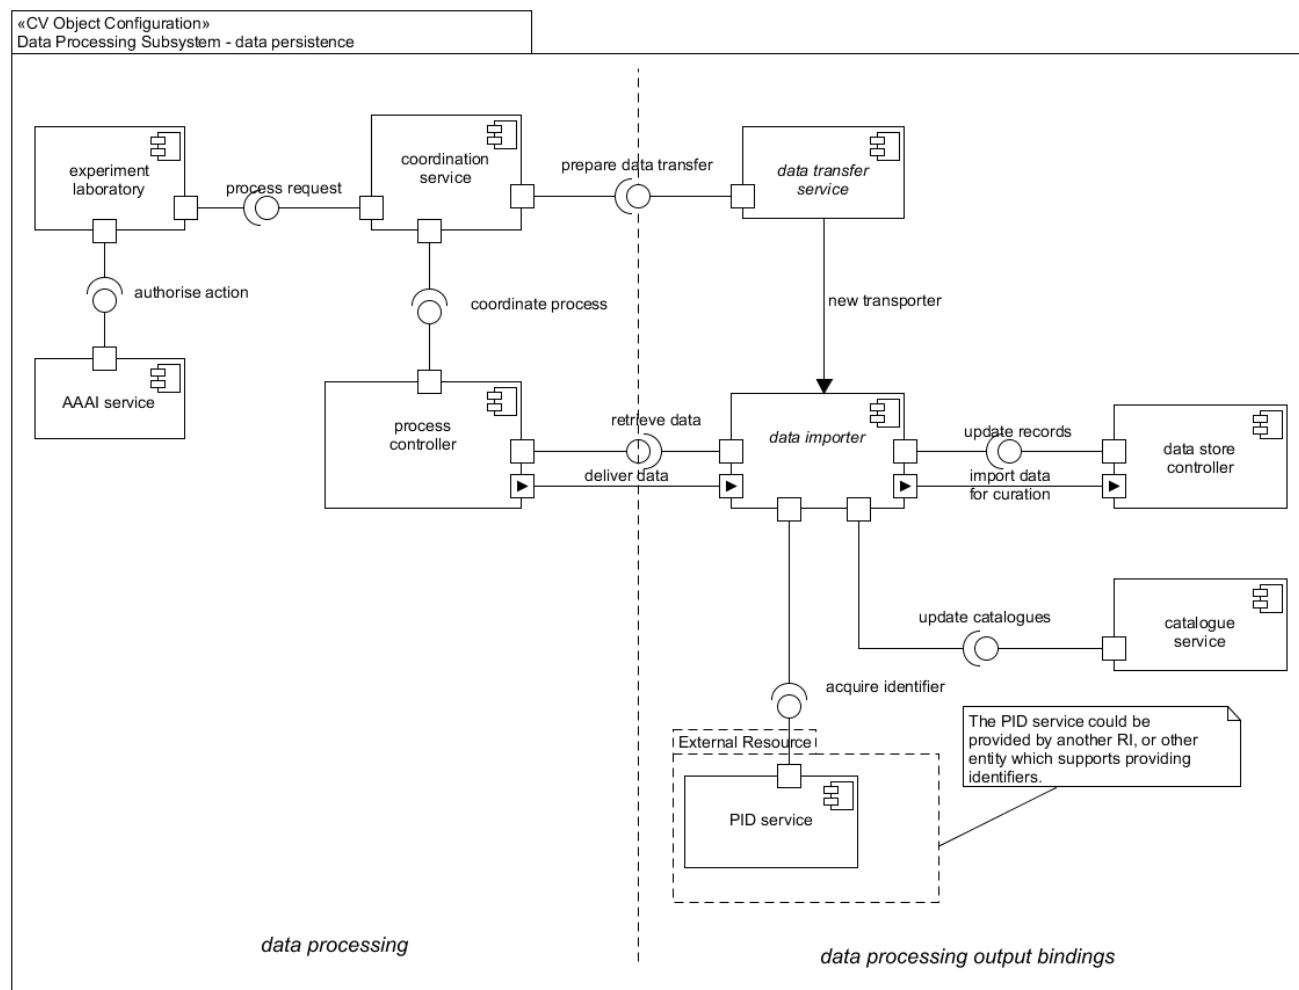 «CV Object Configuration»
Data Processing Subsystem - data persistence
experiment
laboratory
process request
coordination
service
prepare data transfer
data transfer
service
authorise action
coordinate process
new transporter
AAAI service
process
controller
retrieve data
deliver data
data importer
update records
import data
for curation
data store
controller
update catalogues
catalogue
service
acquire identifier
External Resource
PID service
The PID service could be
provided by another RI, or other
entity which supports providing
identifiers.
data processing
data processing output bindings